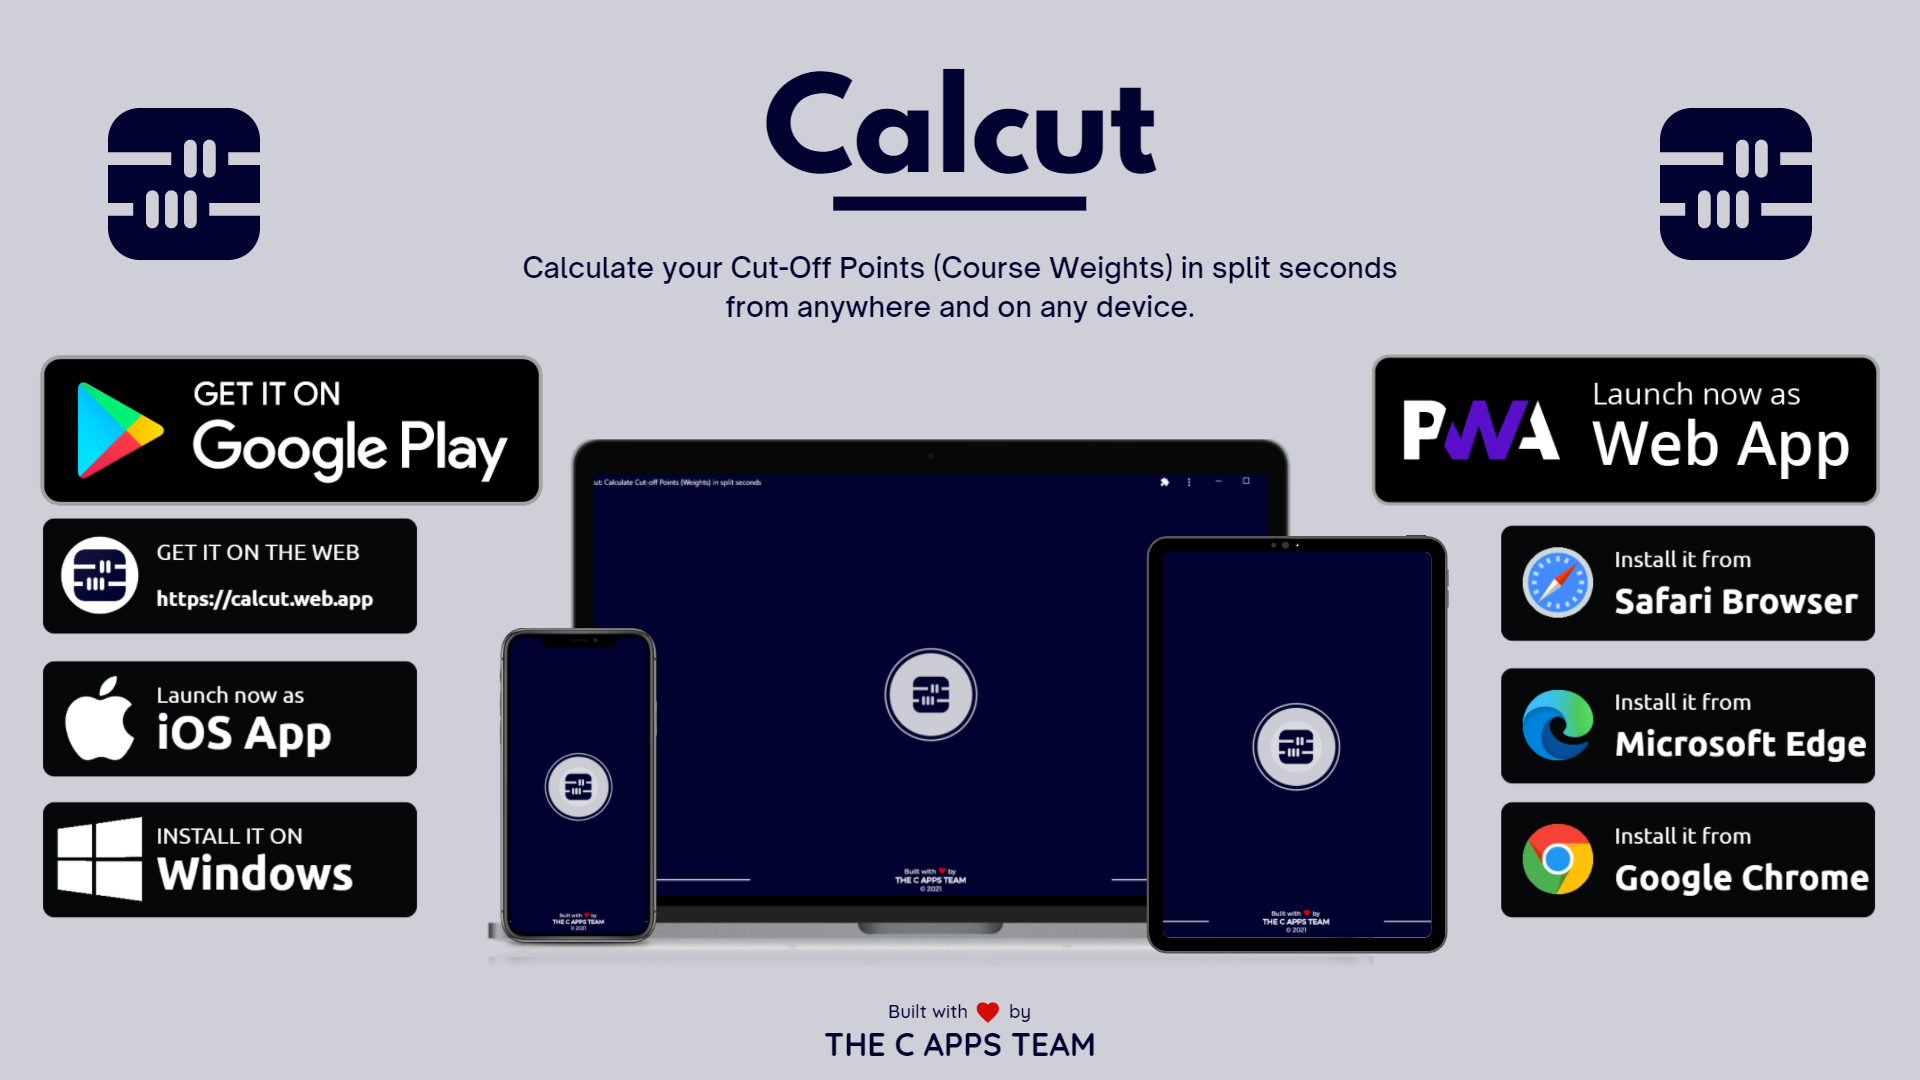 Calcut
Calculate your Cut-Off Points (Course Weights) in split seconds
from anywhere and on any device.
GET IT ON
Google Play
GET IT ON THE WEB
https://calcut.web.app
Launch now as
iOS App
INSTALL IT ON
Windows
PWA
Launch now as
Web App
Install it from
Safari Browser
Install it from
Microsoft Edge
Install it from
Google Chrome
cut: Calculate Cut-off Points (Weights) in split seconds
Built with ❤ by
THE C APPS TEAM
© 2021
Built with ❤ by
THE C APPS TEAM
© 2021
Built with ❤ by
THE C APPS TEAM
© 2021
Built with ❤ by
THE C APPS TEAM